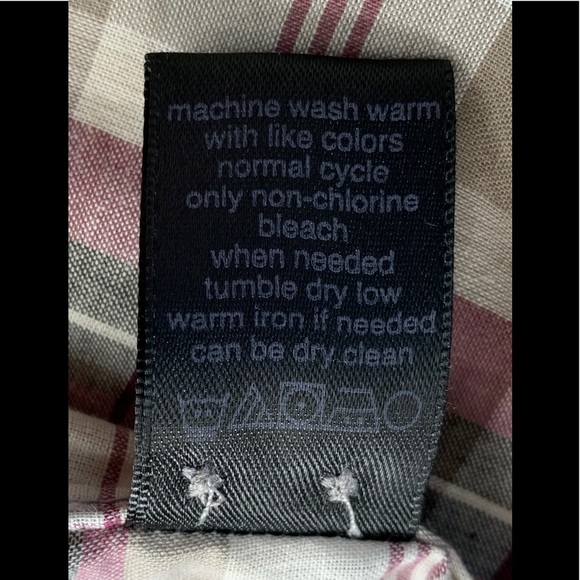 machine wash warm
with like colors
normal cycle
only non-chlorine
bleach
when needed
tumble dry low
warm iron if needed
can be dry clean